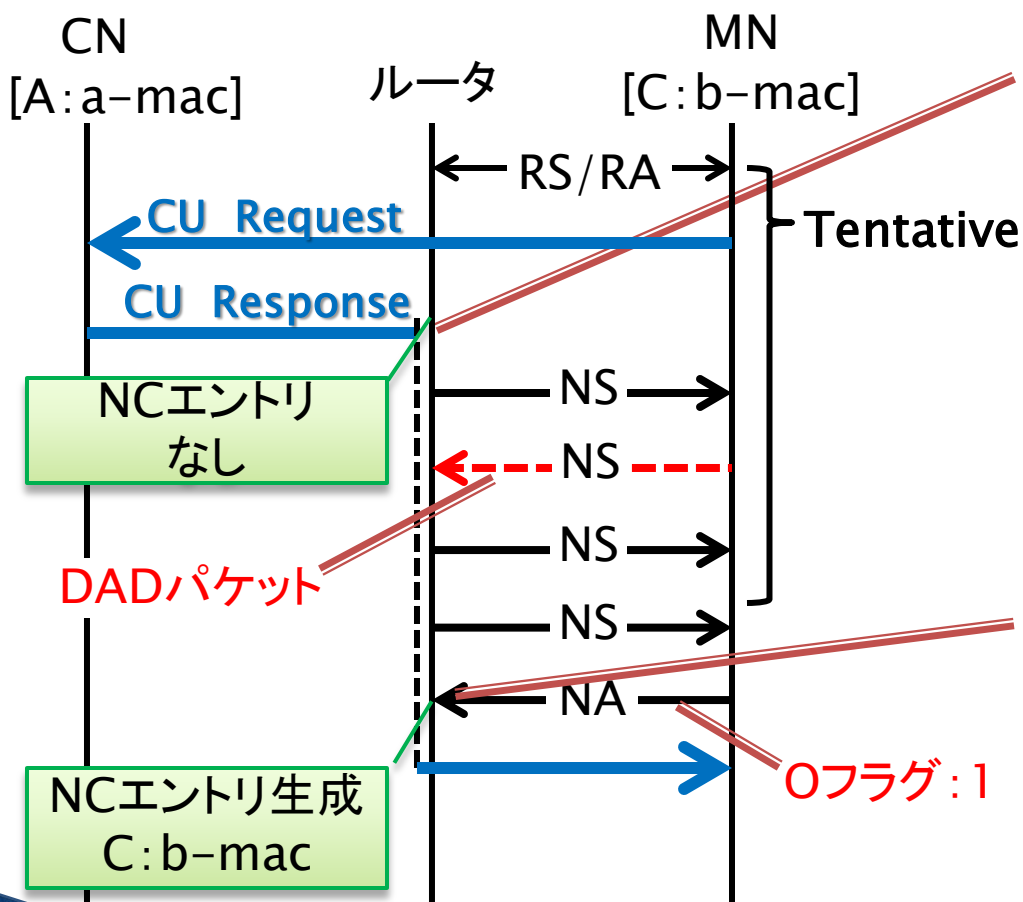 CN
[A:a-mac]
ルータ
MN
[C:b-mac]
RS/RA
CU Request
Tentative
CU Response
NCエントリ
なし
NS
NS
DADパケット
NS
NS
NA
NCエントリ生成
C:b-mac
Oフラグ:1